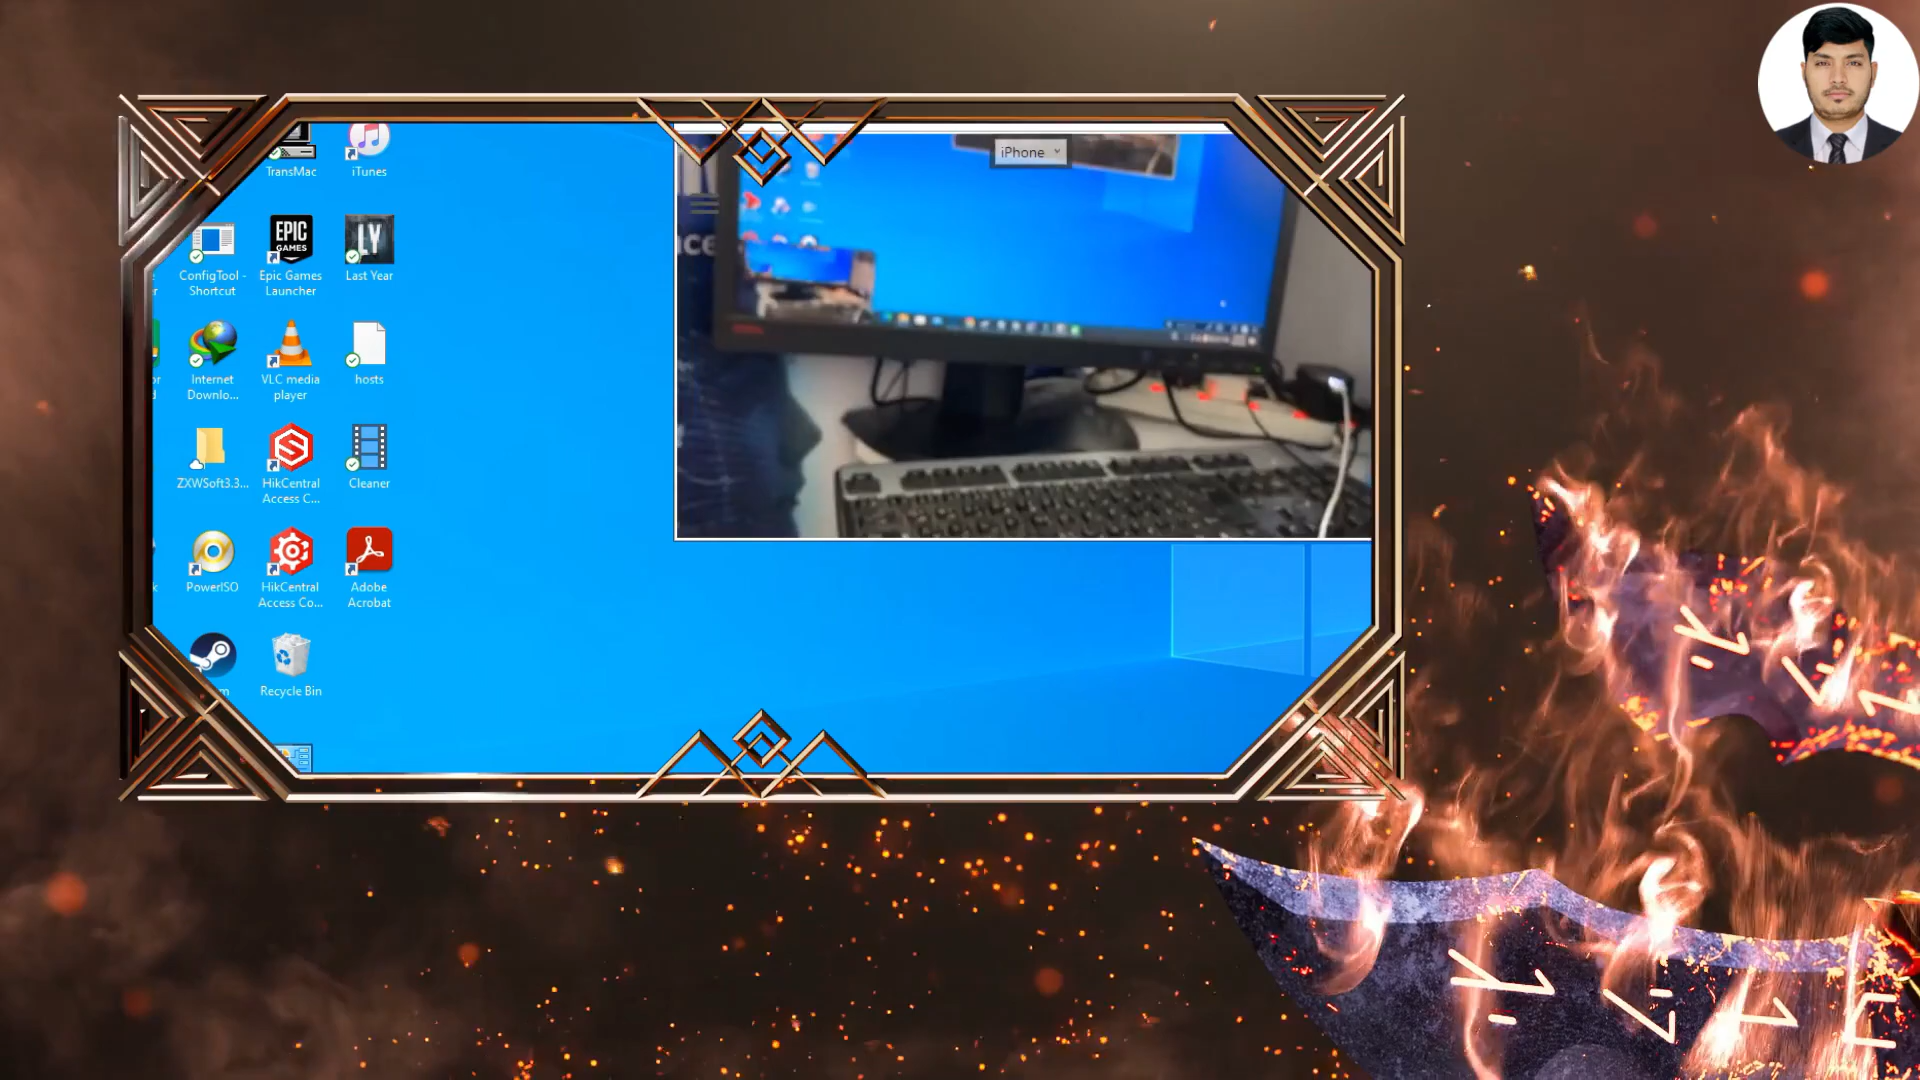 TransMac
iTunes
iPhone
ConfigTool -
Shortcut
EPIC
GAMES
Epic Games
Launcher
LY
Last Year
Internet
Downlo...
VLC media
player
hosts
ZXWSoft3.3...
HikCentral
Access C...
Cleaner
PowerISO
HikCentral
Access Co...
Adobe
Acrobat
Recycle Bin